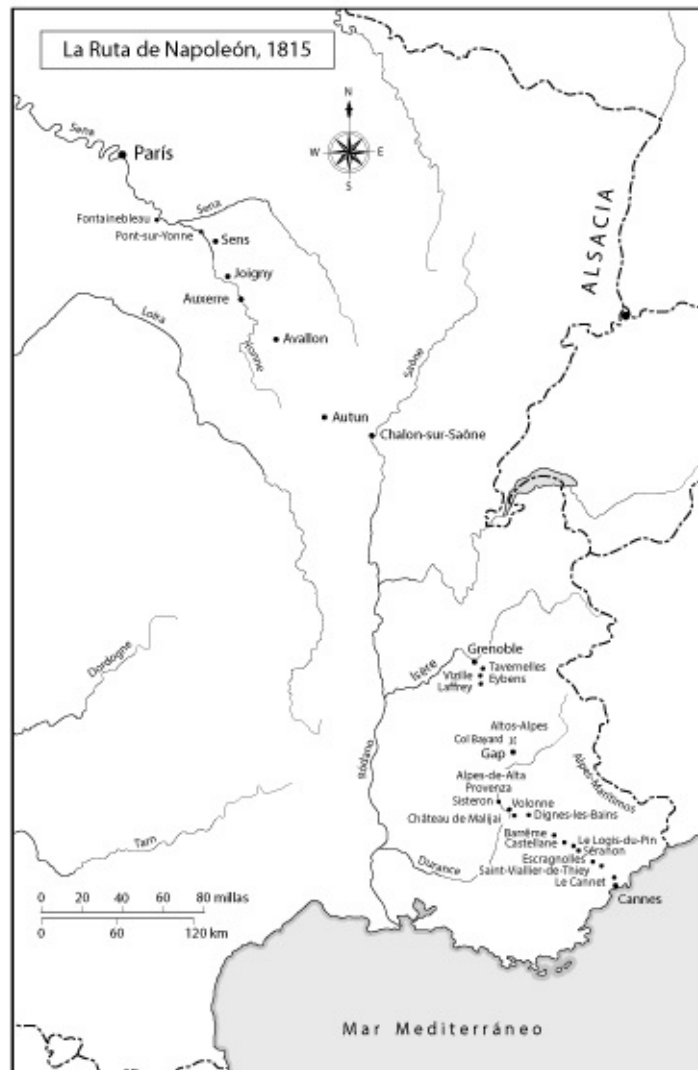 La Ruta de Napoleón, 1815
N
W
E
S
Sena
París
Fontainebleau
Sena
Pont-sur-Yonne
Sens
Joigny
Auxerre
ALSACIA
Loira
Yonne
Avallon
Saône
Autun
Chalon-sur-Saône
Dordogne
Isère
Grenoble
Tavernelles
Vizille
Eybens
Laffrey
Ródano
Altos-Alpes
Col Bayard
Gap
Alpes-de-Alta
Provenza
Alpes-Marítimos
Sisteron
Volonne
Château de Malijai
Dignes-les-Bains
Tarn
Barrême
Castellane
Le Logis-du-Pin
Séranon
Durance
Escragnolles
Saint-Viallier-de-Thiey
Le Cannet
Cannes
0 20 40 60 80 millas
0 60 120 km
Mar Mediterráneo